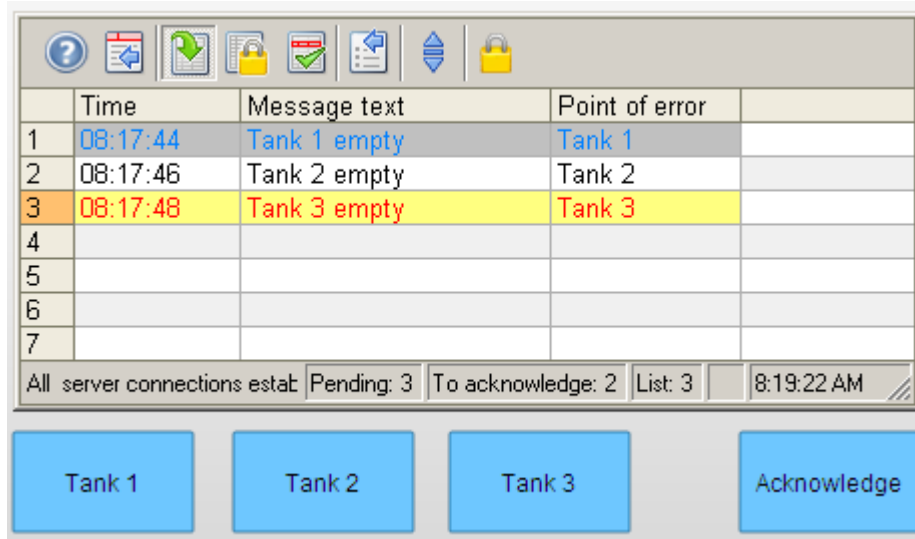 Time Message text Point of error
1 08:17:44 Tank 1 empty Tank 1
2 08:17:46 Tank 2 empty Tank 2
3 08:17:48 Tank 3 empty Tank 3
4
5
6
7
All server connections estat Pending: 3 To acknowledge: 2 List: 3 8:19:22 AM
Tank 1 Tank 2 Tank 3 Acknowledge